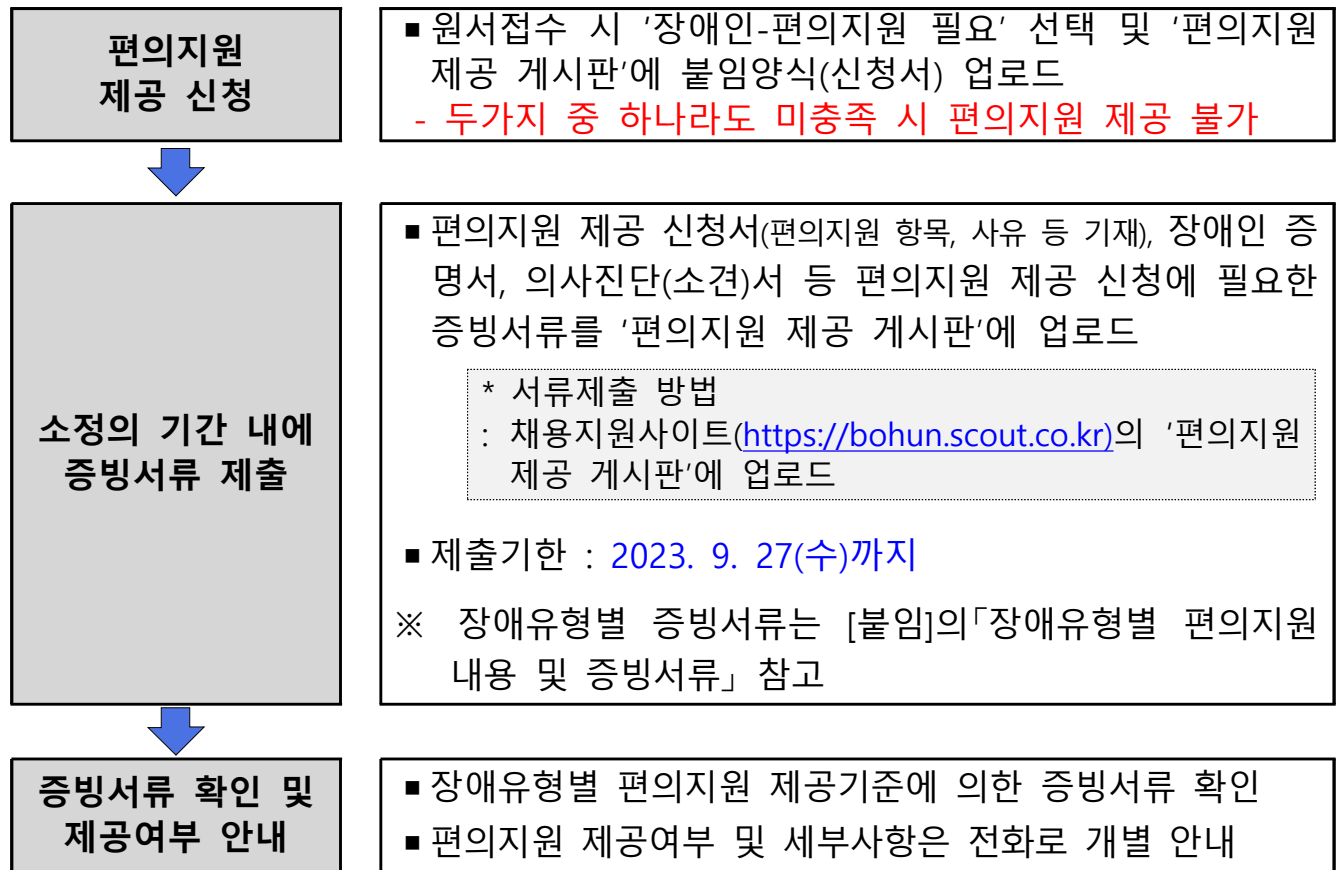 편의지원
제공 신청
▪ 원서접수 시 '장애인-편의지원 필요' 선택 및 '편의지원
제공 게시판'에 붙임양식(신청서) 업로드
- 두가지 중 하나라도 미충족 시 편의지원 제공 불가
소정의 기간 내에
증빙서류 제출
▪ 편의지원 제공 신청서(편의지원 항목, 사유 등 기재), 장애인 증
명서, 의사진단(소견)서 등 편의지원 제공 신청에 필요한
증빙서류를 '편의지원 제공 게시판'에 업로드
* 서류제출 방법
: 채용지원사이트(https://bohun.scout.co.kr)의 '편의지원
제공 게시판'에 업로드
▪ 제출기한 : 2023. 9. 27(수)까지
※ 장애유형별 증빙서류는 [붙임]의「장애유형별 편의지원
내용 및 증빙서류」 참고
증빙서류 확인 및
제공여부 안내
▪ 장애유형별 편의지원 제공기준에 의한 증빙서류 확인
▪ 편의지원 제공여부 및 세부사항은 전화로 개별 안내